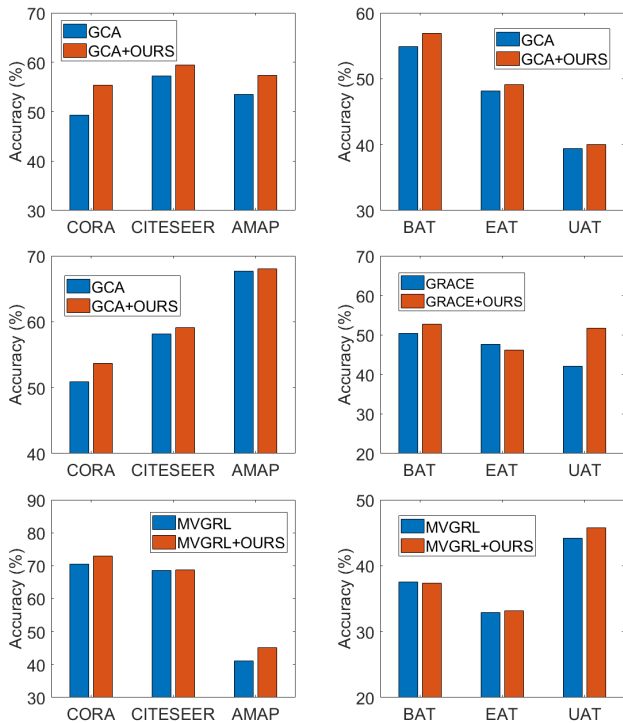 70
60
50
40
30
Accuracy (%)
GCA
GCA+OURS
CORA CITESEER AMAP
60
50
40
30
Accuracy (%)
GCA
GCA+OURS
BAT EAT UAT
70
60
50
40
Accuracy (%)
GCA
GCA+OURS
CORA CITESEER AMAP
70
60
50
40
30
20
Accuracy (%)
GRACE
GRACE+OURS
BAT EAT UAT
90
80
70
60
50
40
30
Accuracy (%)
MVGRL
MVGRL+OURS
CORA CITESEER AMAP
50
40
30
20
Accuracy (%)
MVGRL
MVGRL+OURS
BAT EAT UAT